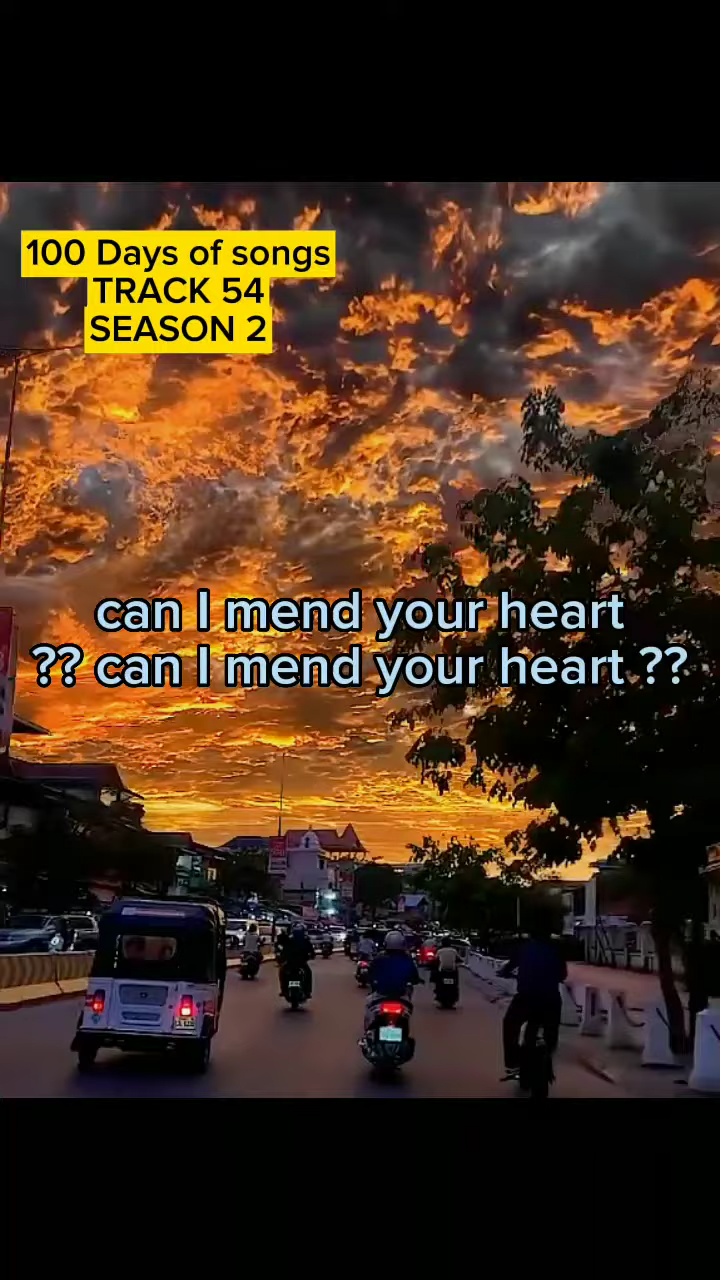 100 Days of songs
TRACK 54
SEASON 2
can I mend your heart
?? can I mend your heart ??